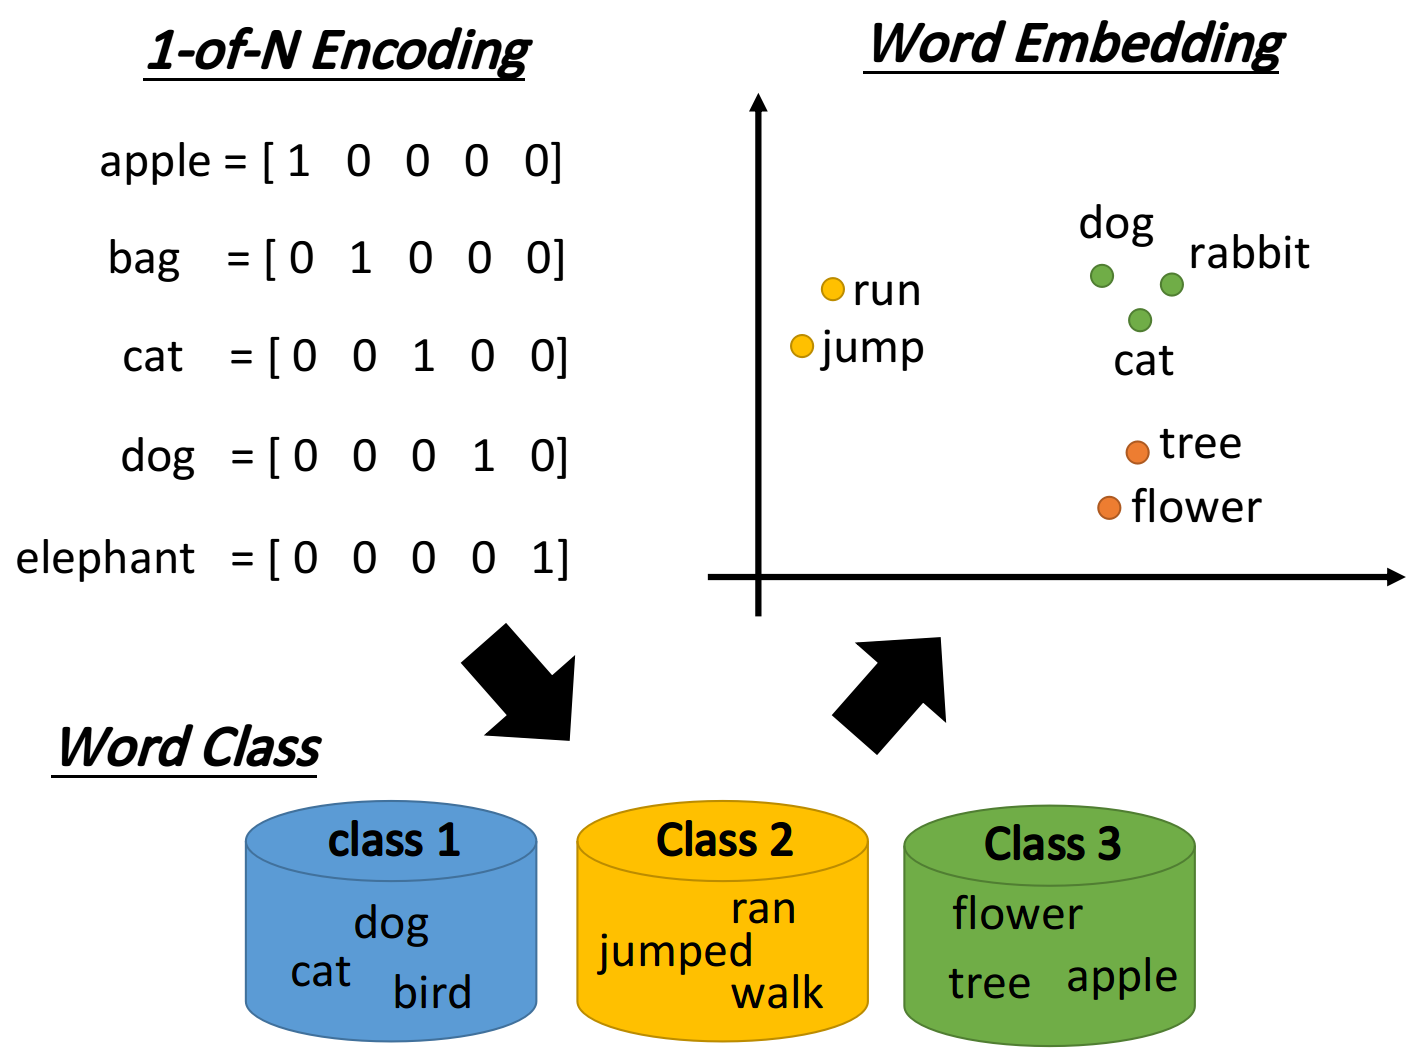 1-of-N Encoding
apple = [ 1 0 0 0 0]
bag = [ 0 1 0 0 0]
cat = [ 0 0 1 0 0]
dog = [ 0 0 0 1 0]
elephant = [ 0 0 0 0 1]
Word Embedding
dog
rabbit
run
jump
cat
tree
flower
Word Class
class 1
dog
cat
bird
Class 2
ran
jumped
walk
Class 3
flower
tree apple